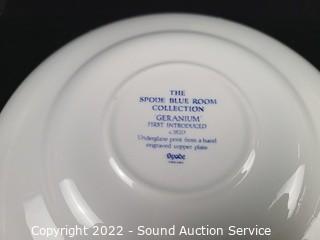 THE
SPODE BLUE ROOM
COLLECTION
GERANIUM
FIRST INTRODUCED
c.1820
Underglaze print from a hand
engraved copper plate
Spode
ENGLAND
Copyright 2022 - Sound Auction Service